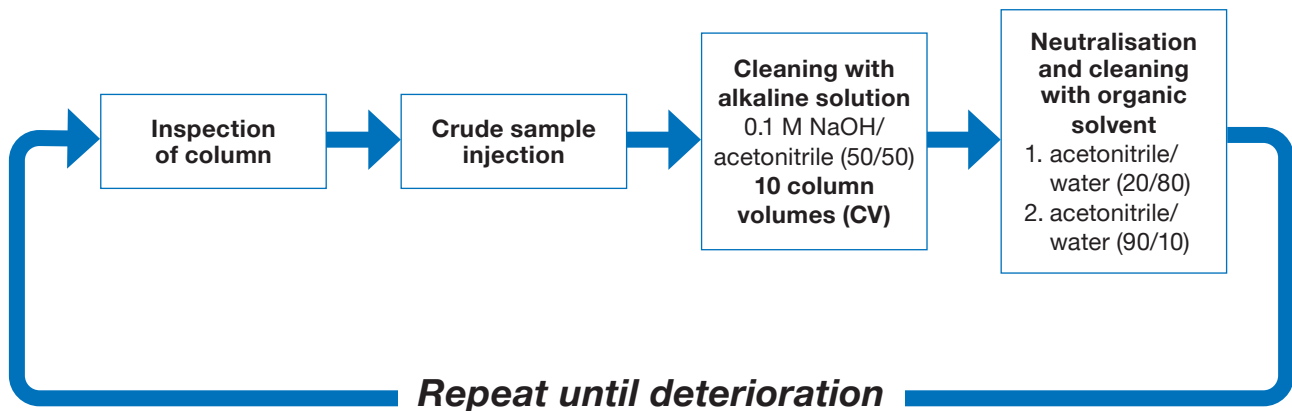 Inspection
of column
Crude sample
injection
Cleaning with
alkaline solution
0.1 M NaOH/
acetonitrile (50/50)
10 column
volumes (CV)
Neutralisation
and cleaning
with organic
solvent
1. acetonitrile/
water (20/80)
2. acetonitrile/
water (90/10)
Repeat until deterioration